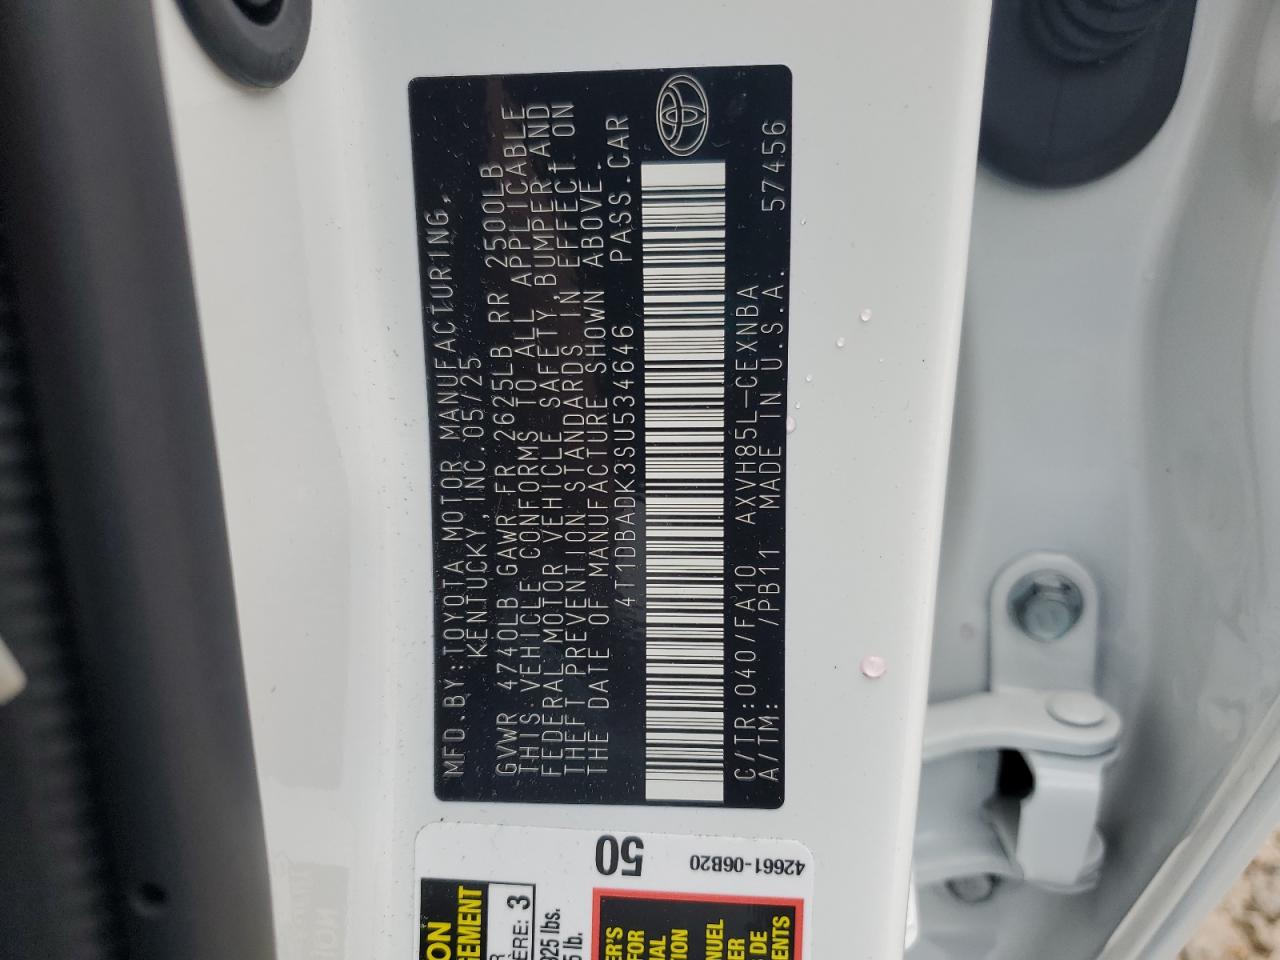 MFD.BY:TOYOTA MOTOR MANUFACTURING,
KENTUCKY,INC.05/25
GVWR 4740LB GAWR FR 2625LB RR 2500LB
THIS VEHICLE CONFORMS TO ALL APPLICABLE
FEDERAL MOTOR VEHICLE SAFETY,BUMPER,AND
THEFT PREVENTION STANDARDS IN EFFECT ON
THE DATE OF MANUFACTURE SHOWN ABOVE.
4T1DBADK3SU534646 PASS.CAR
C/TR:040/FA10 AXVH85L-CEXNBA
A/TM: /PB11 MADE IN U.S.A. 57456
50
42661-06B20
3